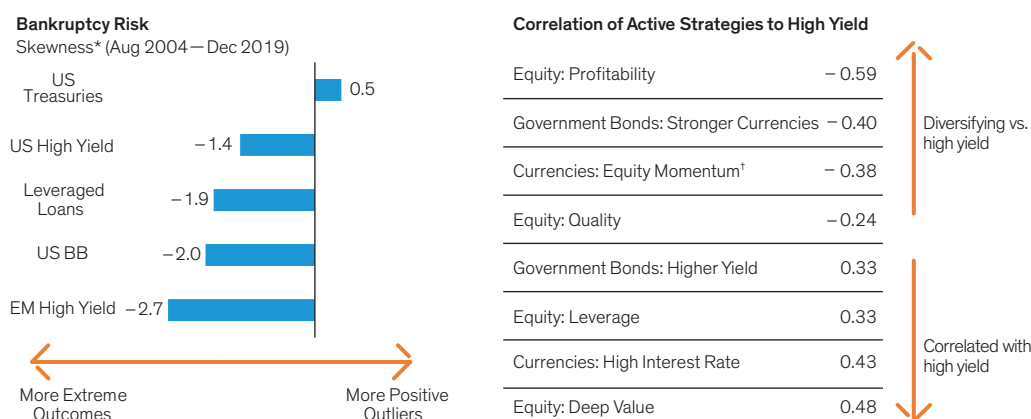 Bankruptcy Risk
Skewness* (Aug 2004—Dec 2019)
US
Treasuries
0.5
US High Yield
−1.4
Leveraged
Loans
−1.9
US BB
−2.0
EM High Yield
−2.7
More Extreme
Outcomes
More Positive
Outliers
Correlation of Active Strategies to High Yield
Equity: Profitability −0.59
Government Bonds: Stronger Currencies −0.40
Currencies: Equity Momentum† −0.38
Equity: Quality −0.24
Government Bonds: Higher Yield 0.33
Equity: Leverage 0.33
Currencies: High Interest Rate 0.43
Equity: Deep Value 0.48
Diversifying vs.
high yield
Correlated with
high yield